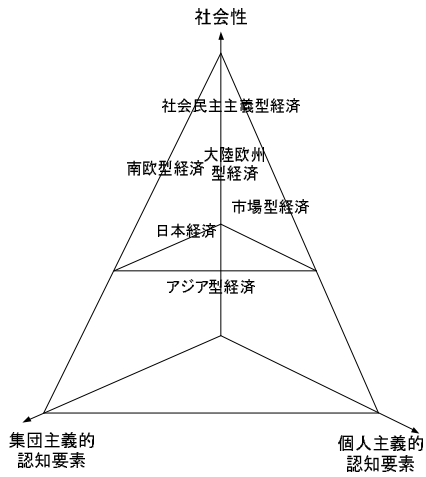 社会性
社会民主主義型経済
大陸欧州
型経済
南欧型経済
市場型経済
日本経済
アジア型経済
集団主義的
認知要素
個人主義的
認知要素